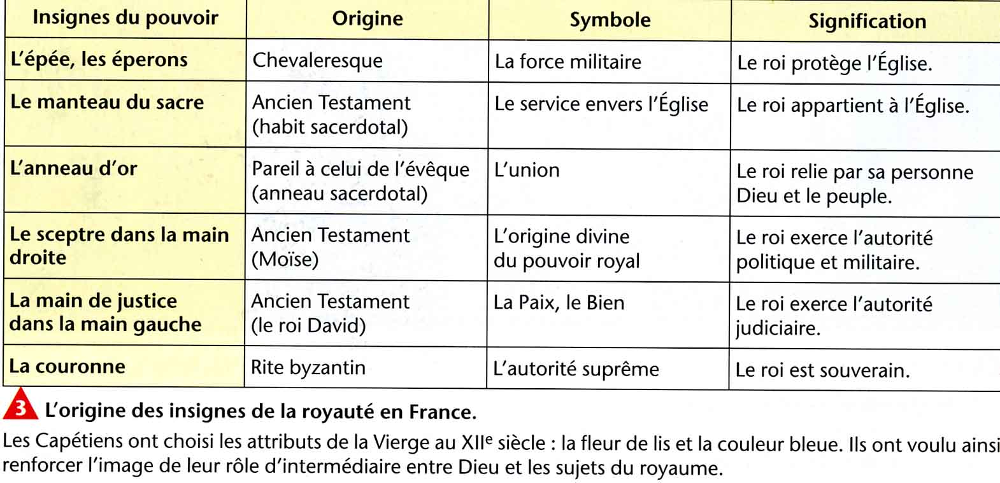 Insignes du pouvoir | Origine | Symbole | Signification
L'épée, les éperons | Chevaleresque | La force militaire | Le roi protège l'Église.
Le manteau du sacre | Ancien Testament | Le service envers l'Église | Le roi appartient à l'Église.
(habit sacerdotal)
L'anneau d'or | Pareil à celui de l'évêque | L'union | Le roi relie par sa personne
(anneau sacerdotal) | Dieu et le peuple.
Le sceptre dans la main | Ancien Testament | L'origine divine | Le roi exerce l'autorité
droite | (Moïse) | du pouvoir royal | politique et militaire.
La main de justice | Ancien Testament | La Paix, le Bien | Le roi exerce l'autorité
dans la main gauche | (le roi David) | judiciaire.
La couronne | Rite byzantin | L'autorité suprême | Le roi est souverain.
3 L'origine des insignes de la royauté en France.
Les Capétiens ont choisi les attributs de la Vierge au XIIe siècle : la fleur de lis et la couleur bleue. Ils ont voulu ainsi
renforcer l'image de leur rôle d'intermédiaire entre Dieu et les sujets du royaume.